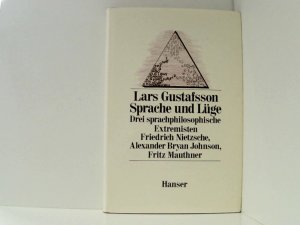 Lars Gustafsson
Sprache und Lüge
Drei sprachphilosophische
Extremisten
Friedrich Nietzsche,
Alexander Bryan Johnson,
Fritz Mauthner
Hanser